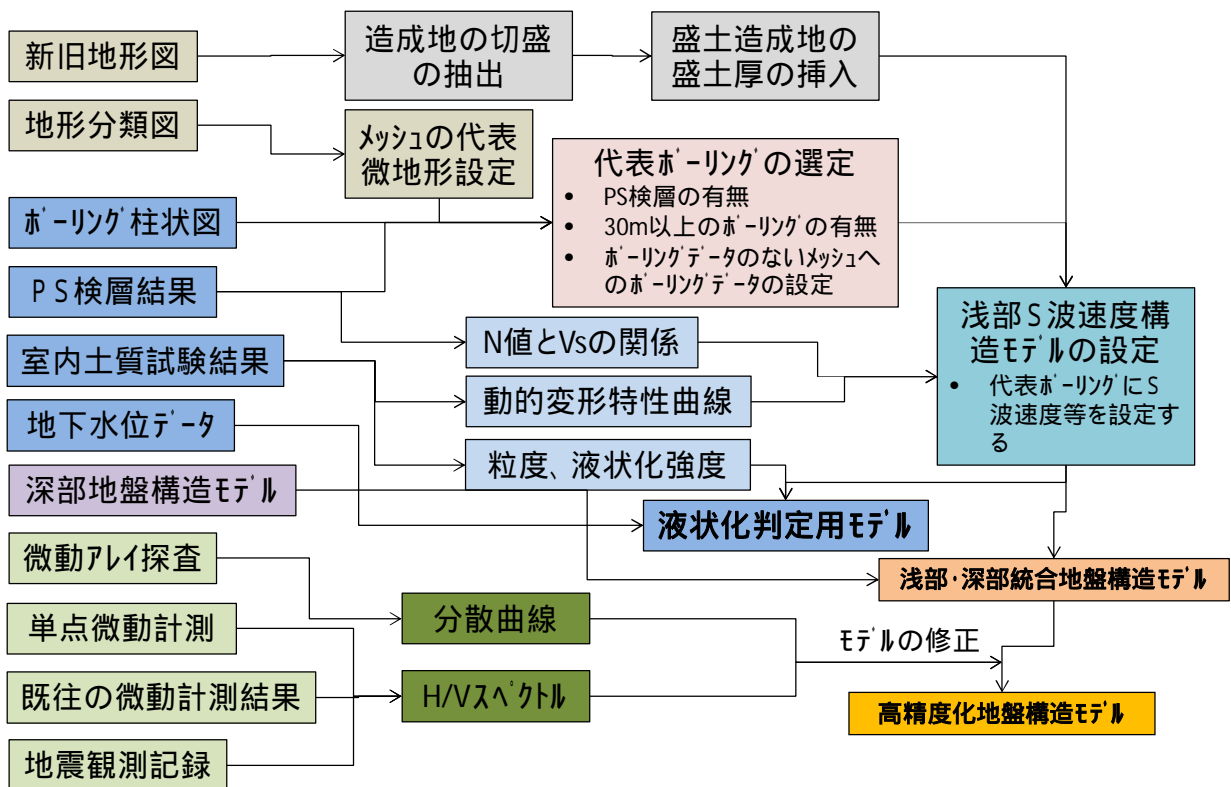 新旧地形図
造成地の切盛
の抽出
盛土造成地の
盛土厚の挿入
地形分類図
ﾒｯｼｭの代表
微地形設定
代表ﾎﾞｰﾘﾝｸﾞの選定
• PS検層の有無
• 30m以上のﾎﾞｰﾘﾝｸﾞの有無
• ﾎﾞｰﾘﾝｸﾞデータのないメッシュへ
のﾎﾞｰﾘﾝｸﾞデータの設定
ﾎﾞｰﾘﾝｸﾞ柱状図
ＰＳ検層結果
室内土質試験結果
地下水位ﾃﾞｰﾀ
深部地盤構造ﾓﾃﾞﾙ
N値とVsの関係
動的変形特性曲線
粒度、液状化強度
浅部Ｓ波速度構
造ﾓﾃﾞﾙの設定
• 代表ﾎﾞｰﾘﾝｸﾞにＳ
波速度等を設定す
る
液状化判定用ﾓﾃﾞﾙ
浅部･深部統合地盤構造ﾓﾃﾞﾙ
微動ｱﾚｲ探査
単点微動計測
既往の微動計測結果
地震観測記録
分散曲線
H/Vｽﾍﾟｸﾄﾙ
ﾓﾃﾞﾙの修正
高精度化地盤構造ﾓﾃﾞﾙ